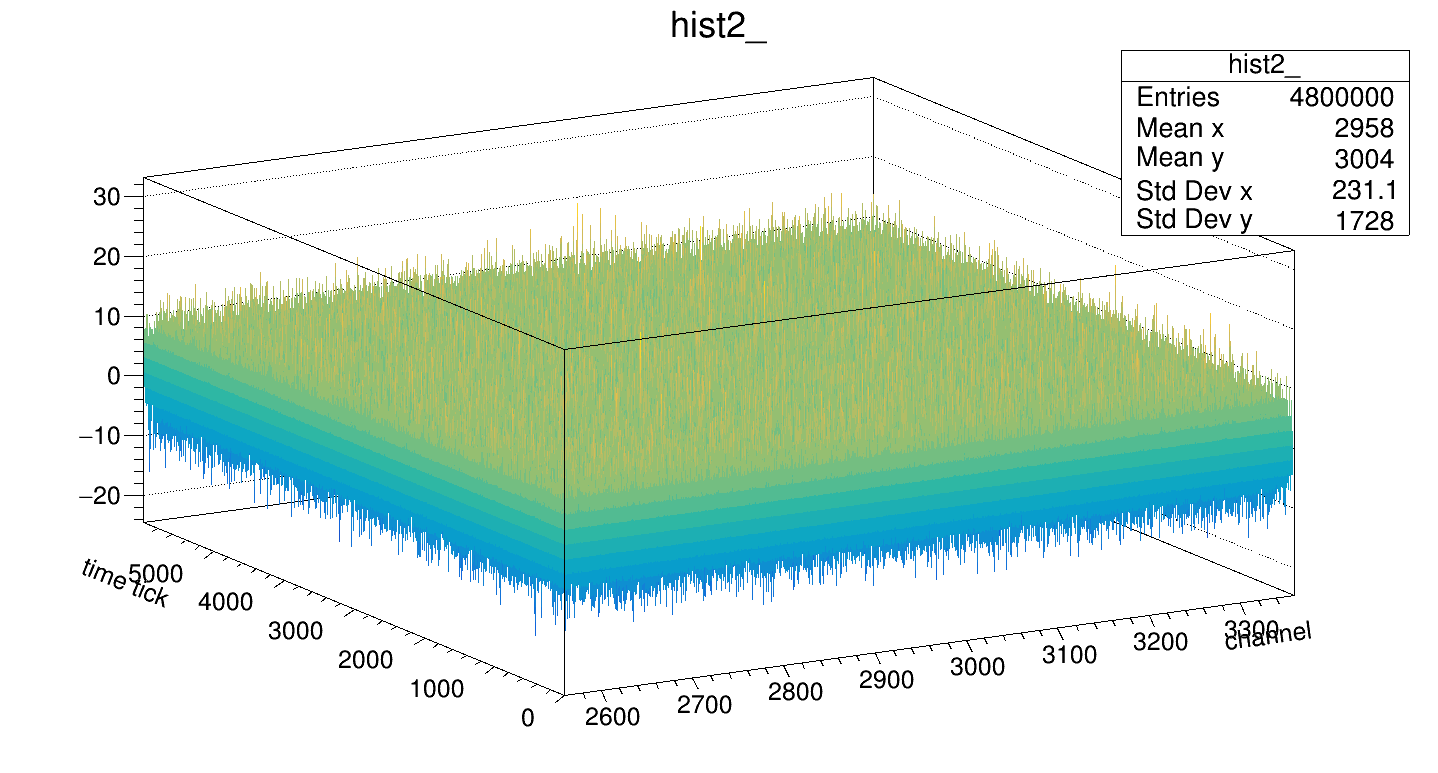 hist2_
hist2_
Entries 4800000
Mean x 2958
Mean y 3004
Std Dev x 231.1
Std Dev y 1728
30
20
10
0
−10
−20
time tick
5000
4000
3000
2000
1000
0
2600
2700
2800
2900
3000
3100
3200
3300
channel